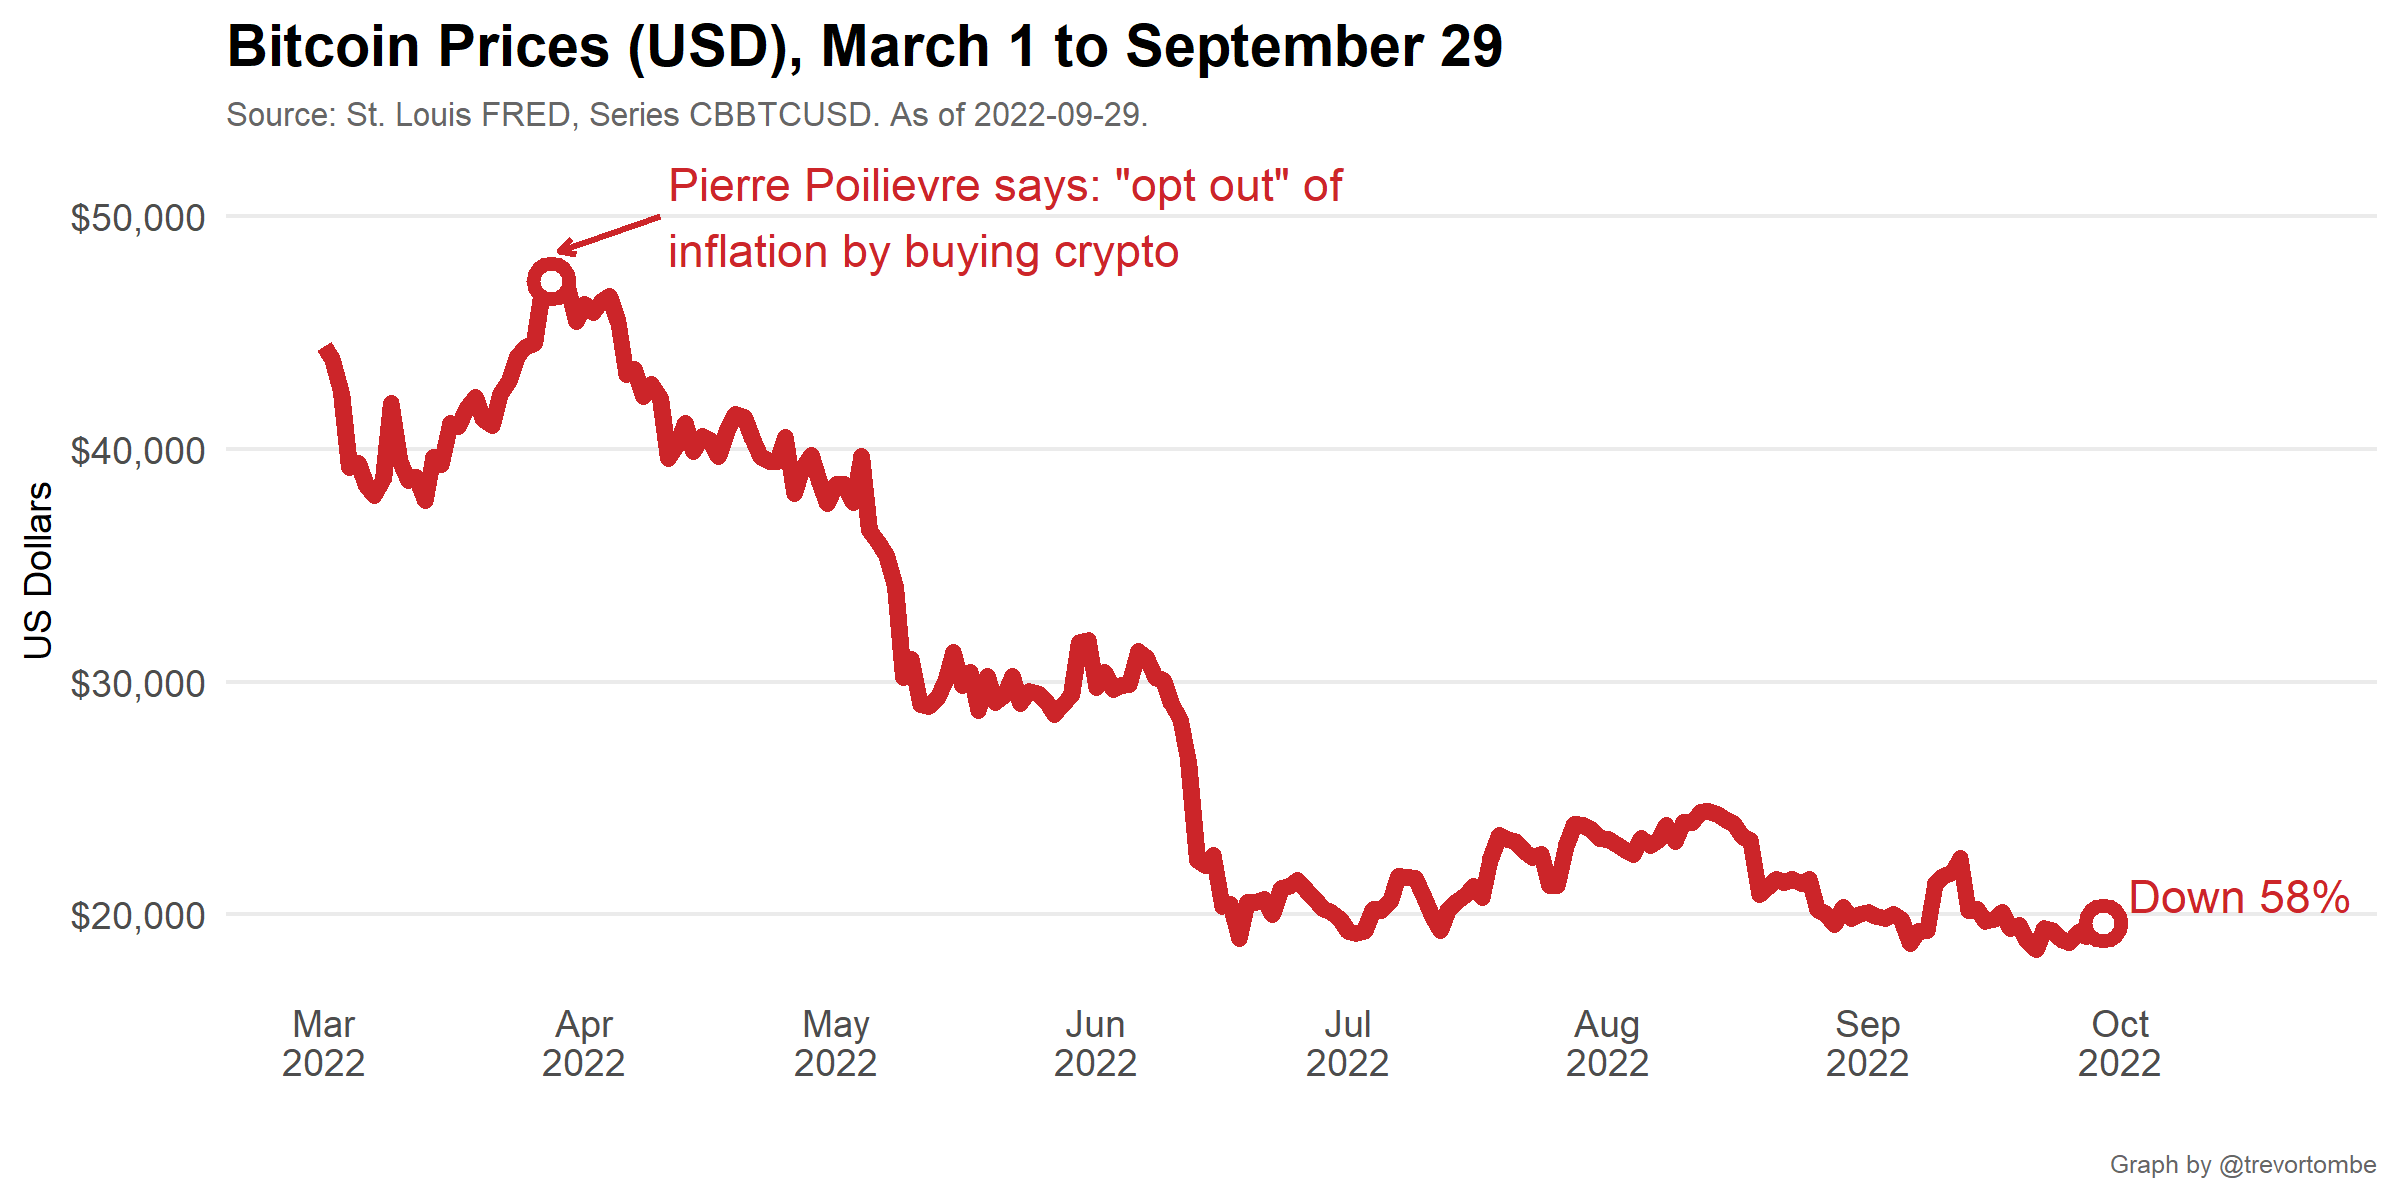 Bitcoin Prices (USD), March 1 to September 29
Source: St. Louis FRED, Series CBBTCUSD. As of 2022-09-29.
Pierre Poilievre says: "opt out" of
inflation by buying crypto
$50,000
$40,000
$30,000
$20,000
US Dollars
Down 58%
Mar
2022
Apr
2022
May
2022
Jun
2022
Jul
2022
Aug
2022
Sep
2022
Oct
2022
Graph by @trevortombe